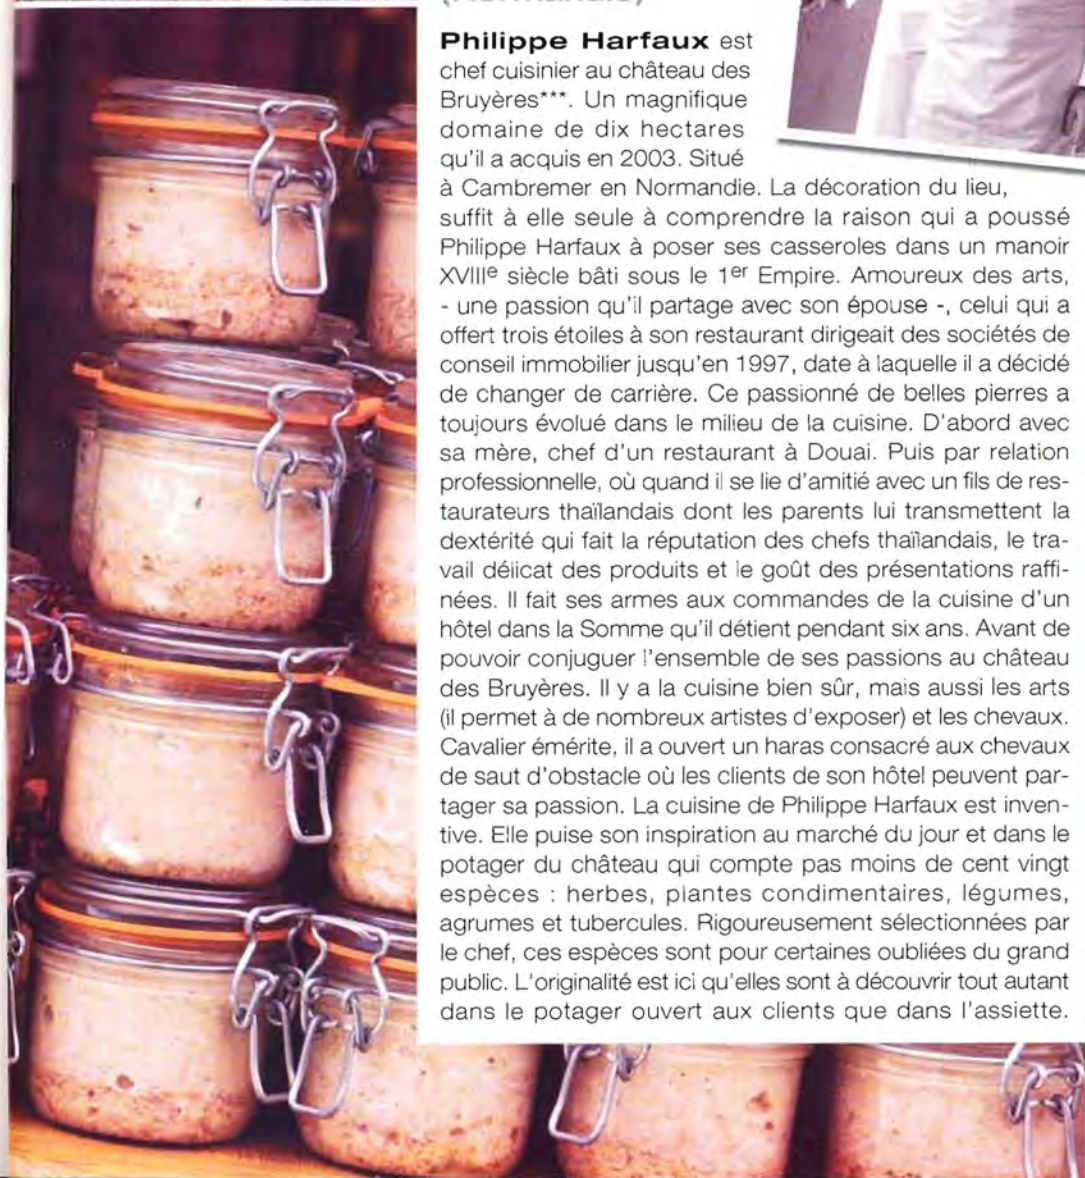 Philippe Harfaux est
chef cuisinier au château des
Bruyères***. Un magnifique
domaine de dix hectares
qu'il a acquis en 2003. Situé
à Cambremer en Normandie. La décoration du lieu,
suffit à elle seule à comprendre la raison qui a poussé
Philippe Harfaux à poser ses casseroles dans un manoir
XVIIIe siècle bâti sous le 1er Empire. Amoureux des arts,
- une passion qu'il partage avec son épouse -, celui qui a
offert trois étoiles à son restaurant dirigeait des sociétés de
conseil immobilier jusqu'en 1997, date à laquelle il a décidé
de changer de carrière. Ce passionné de belles pierres a
toujours évolué dans le milieu de la cuisine. D'abord avec
sa mère, chef d'un restaurant à Douai. Puis par relation
professionnelle, où quand il se lie d'amitié avec un fils de res-
taurateurs thaïlandais dont les parents lui transmettent la
dextérité qui fait la réputation des chefs thaïlandais, le tra-
vail délicat des produits et le goût des présentations raffi-
nées. Il fait ses armes aux commandes de la cuisine d'un
hôtel dans la Somme qu'il détient pendant six ans. Avant de
pouvoir conjuguer l'ensemble de ses passions au château
des Bruyères. Il y a la cuisine bien sûr, mais aussi les arts
(il permet à de nombreux artistes d'exposer) et les chevaux.
Cavalier émérite, il a ouvert un haras consacré aux chevaux
de saut d'obstacle où les clients de son hôtel peuvent par-
tager sa passion. La cuisine de Philippe Harfaux est inven-
tive. Elle puise son inspiration au marché du jour et dans le
potager du château qui compte pas moins de cent vingt
espèces : herbes, plantes condimentaires, légumes,
agrumes et tubercules. Rigoureusement sélectionnées par
le chef, ces espèces sont pour certaines oubliées du grand
public. L'originalité est ici qu'elles sont à découvrir tout autant
dans le potager ouvert aux clients que dans l'assiette.